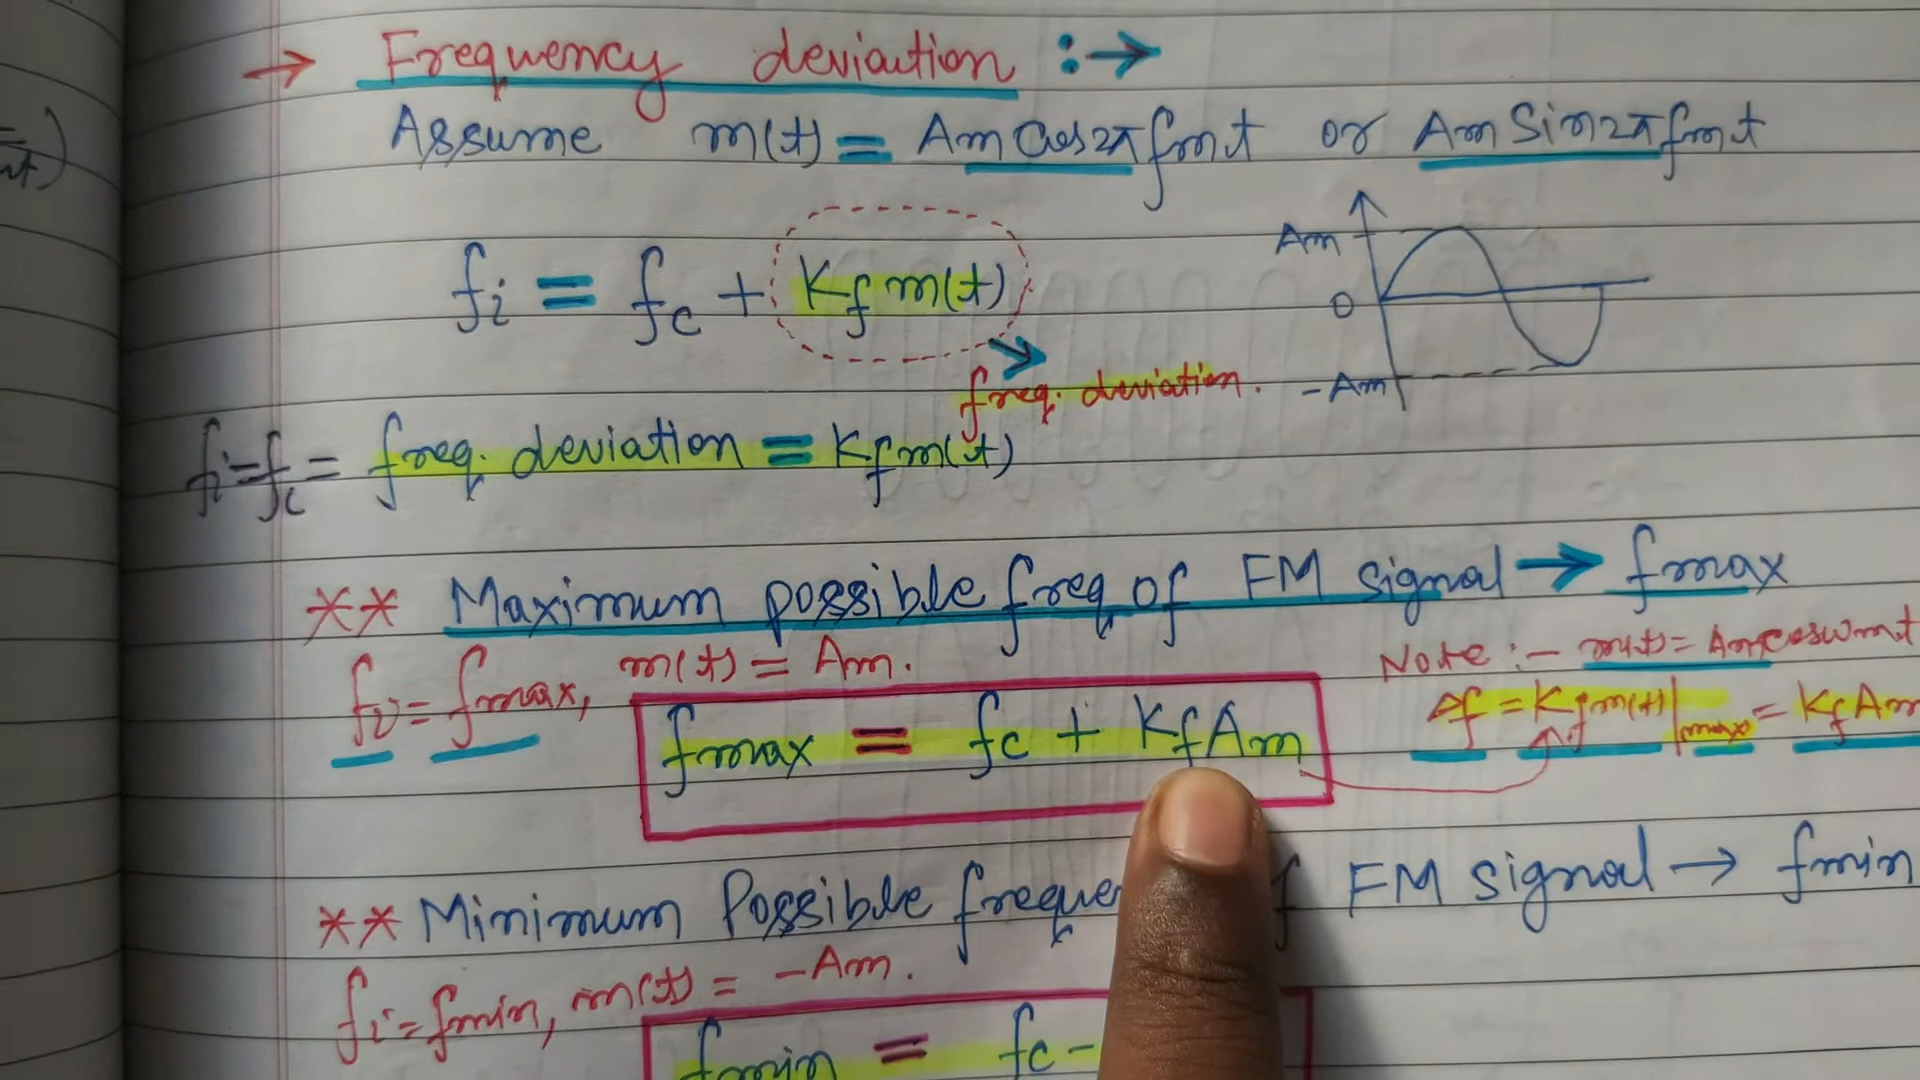 → Frequency deviation :→
Assume m(t) = Am Cos2πfmt or Am Sin2πfmt
fi = fc + Kf m(t)
freq. deviation.
Am
0
-Am
fi-fc = freq. deviation = Kf m(t)
** Maximum possible freq of FM signal → fmax
fi = fmax, m(t) = Am.
Note :- m(t) = Am coswmt
fmax = fc + KfAm
Δf = Kf m(t)|max = KfAm
** Minimum Possible freque f FM signal → fmin
fi = fmin, m(t) = -Am.
fmin = fc -